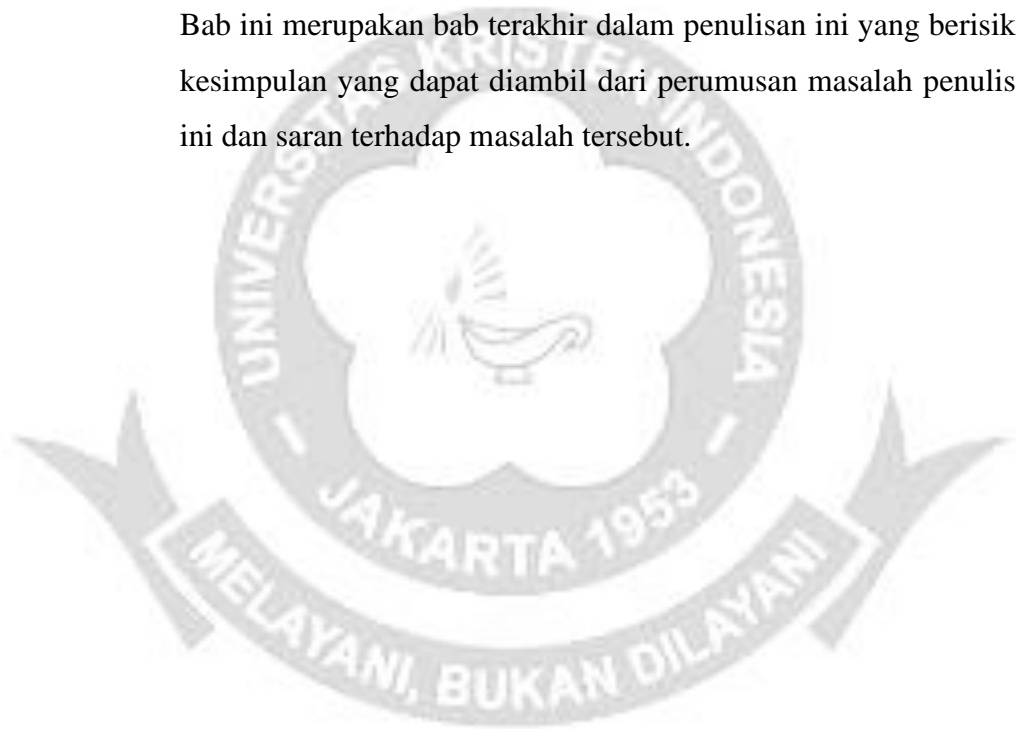 Bab ini merupakan bab terakhir dalam penulisan ini yang berisik
kesimpulan yang dapat diambil dari perumusan masalah penulis
ini dan saran terhadap masalah tersebut.
UNIVERSITAS KRISTEN INDONESIA
- JAKARTA 1953 -
MELAYANI, BUKAN DILAYANI